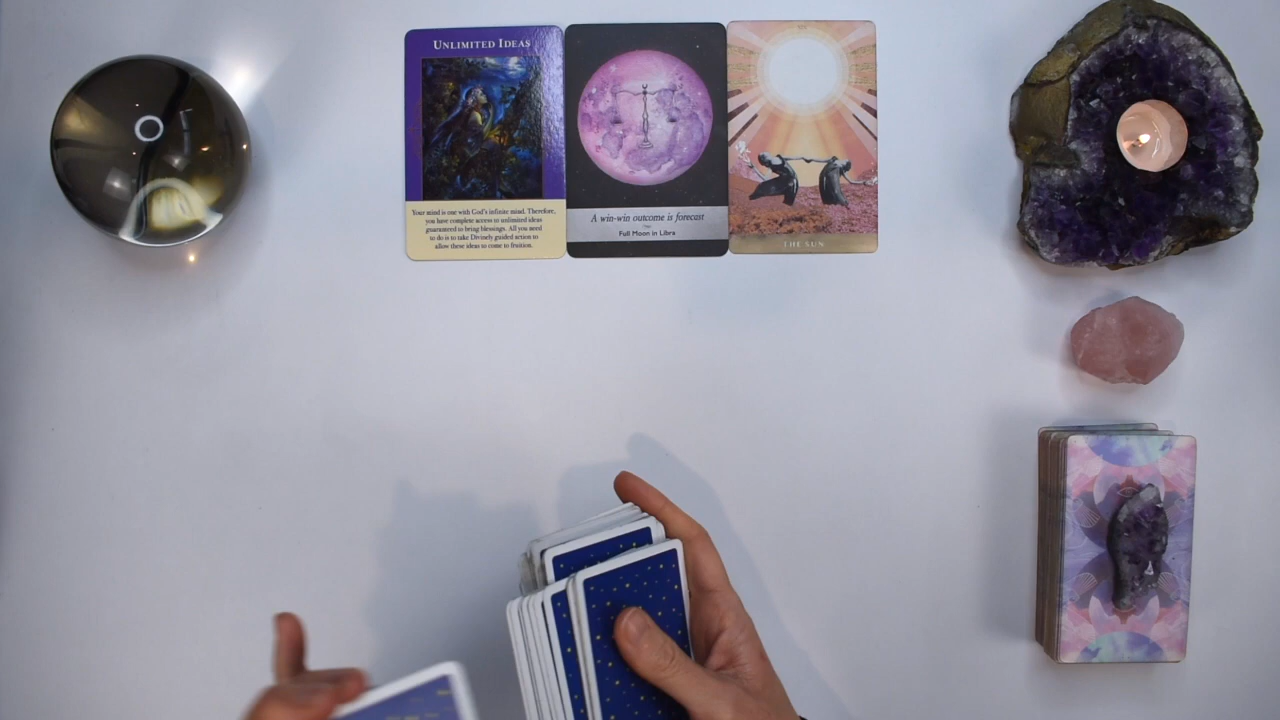 UNLIMITED IDEAS
Your mind is one with God's infinite mind. Therefore,
you have complete access to unlimited ideas
guaranteed to being blessings. All you need
to do is to take Divinely guided action to
allow these ideas to come to fruition.
A win-win outcome is forecast
Full Moon in Libra
THE SUN